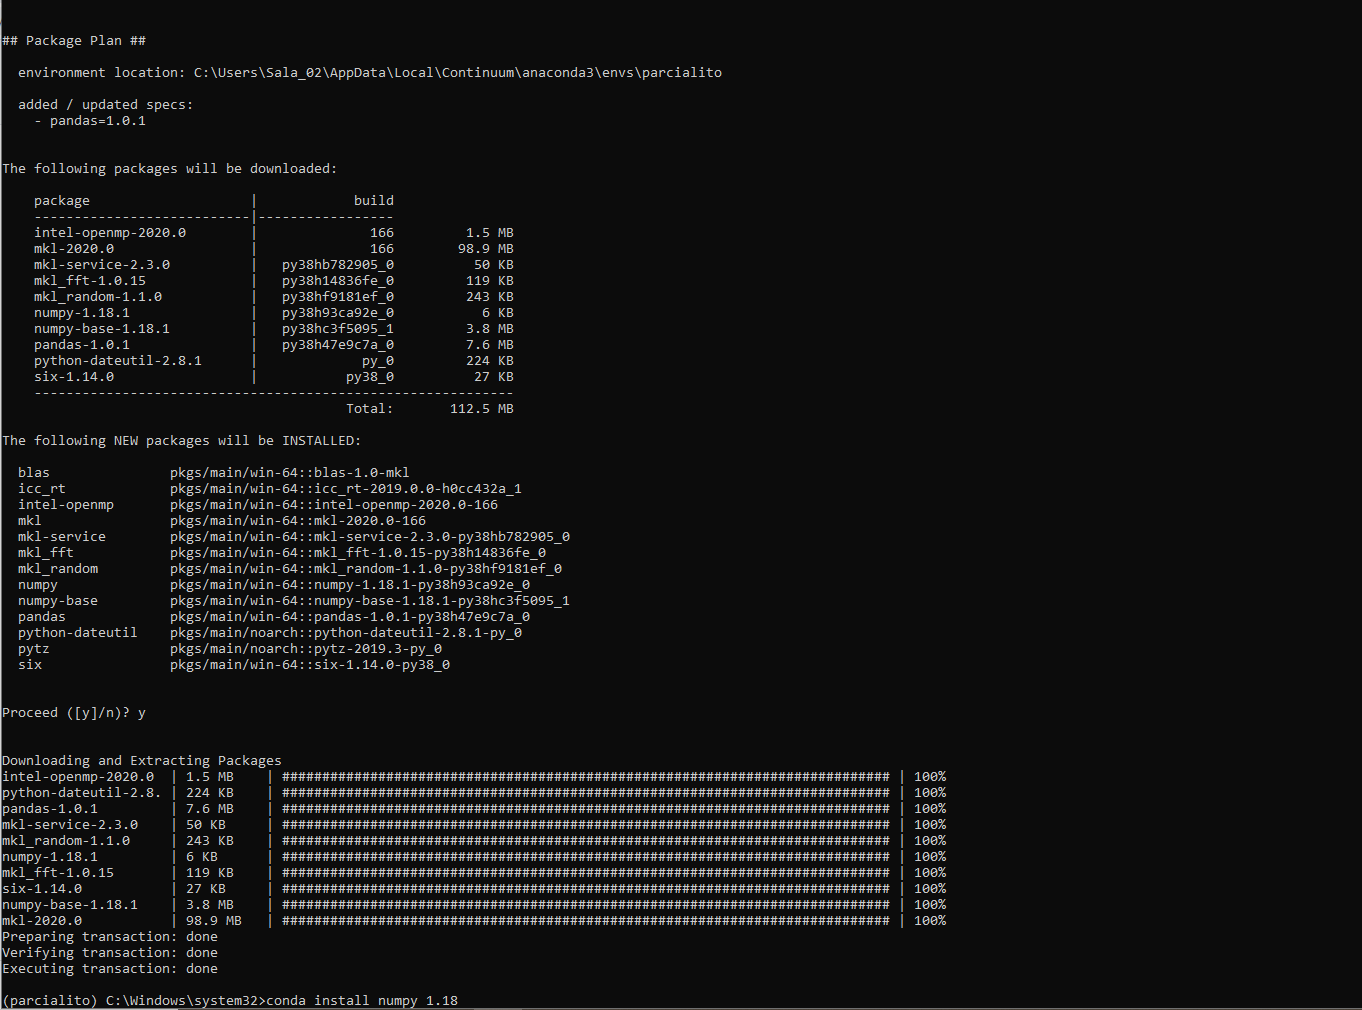 ## Package Plan ##
environment location: C:\Users\Sala_02\AppData\Local\Continuum\anaconda3\envs\parcialito
added / updated specs:
- pandas=1.0.1
The following packages will be downloaded:
package | build
---------------------------|-----------------
intel-openmp-2020.0 | 166 1.5 MB
mkl-2020.0 | 166 98.9 MB
mkl-service-2.3.0 | py38hb782905_0 50 KB
mkl_fft-1.0.15 | py38h14836fe_0 119 KB
mkl_random-1.1.0 | py38hf9181ef_0 243 KB
numpy-1.18.1 | py38h93ca92e_0 6 KB
numpy-base-1.18.1 | py38hc3f5095_1 3.8 MB
pandas-1.0.1 | py38h47e9c7a_0 7.6 MB
python-dateutil-2.8.1 | py_0 224 KB
six-1.14.0 | py38_0 27 KB
------------------------------------------------------------
Total: 112.5 MB
The following NEW packages will be INSTALLED:
blas pkgs/main/win-64::blas-1.0-mkl
icc_rt pkgs/main/win-64::icc_rt-2019.0.0-h0cc432a_1
intel-openmp pkgs/main/win-64::intel-openmp-2020.0-166
mkl pkgs/main/win-64::mkl-2020.0-166
mkl-service pkgs/main/win-64::mkl-service-2.3.0-py38hb782905_0
mkl_fft pkgs/main/win-64::mkl_fft-1.0.15-py38h14836fe_0
mkl_random pkgs/main/win-64::mkl_random-1.1.0-py38hf9181ef_0
numpy pkgs/main/win-64::numpy-1.18.1-py38h93ca92e_0
numpy-base pkgs/main/win-64::numpy-base-1.18.1-py38hc3f5095_1
pandas pkgs/main/win-64::pandas-1.0.1-py38h47e9c7a_0
python-dateutil pkgs/main/noarch::python-dateutil-2.8.1-py_0
pytz pkgs/main/noarch::pytz-2019.3-py_0
six pkgs/main/win-64::six-1.14.0-py38_0
Proceed ([y]/n)? y
Downloading and Extracting Packages
intel-openmp-2020.0 | 1.5 MB | ############################################################################ | 100%
python-dateutil-2.8. | 224 KB | ############################################################################ | 100%
pandas-1.0.1 | 7.6 MB | ############################################################################ | 100%
mkl-service-2.3.0 | 50 KB | ############################################################################ | 100%
mkl_random-1.1.0 | 243 KB | ############################################################################ | 100%
numpy-1.18.1 | 6 KB | ############################################################################ | 100%
mkl_fft-1.0.15 | 119 KB | ############################################################################ | 100%
six-1.14.0 | 27 KB | ############################################################################ | 100%
numpy-base-1.18.1 | 3.8 MB | ############################################################################ | 100%
mkl-2020.0 | 98.9 MB | ############################################################################ | 100%
Preparing transaction: done
Verifying transaction: done
Executing transaction: done
(parcialito) C:\Windows\system32>conda install numpy 1.18